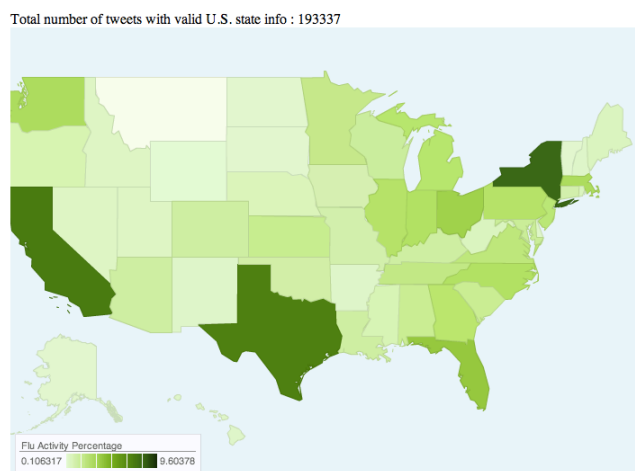 Total number of tweets with valid U.S. state info : 193337
Flu Activity Percentage
0.106317 9.60378